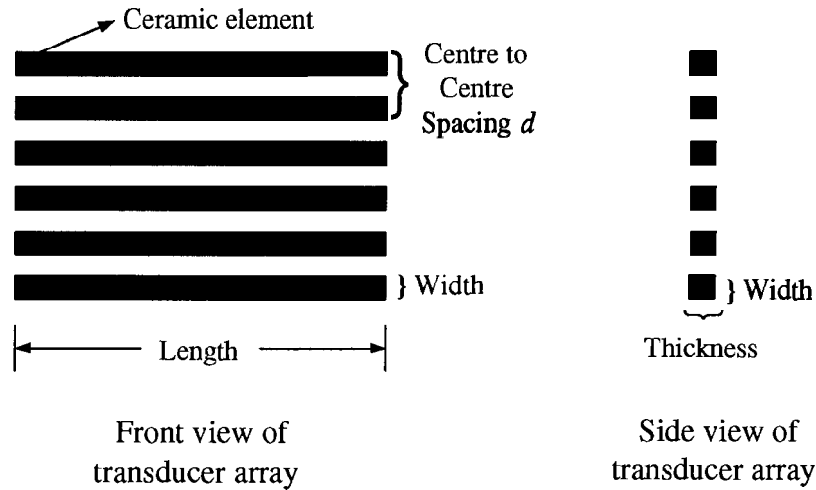 Ceramic element
Centre to
Centre
Spacing d
} Width
Length
Front view of
transducer array
} Width
Thickness
Side view of
transducer array